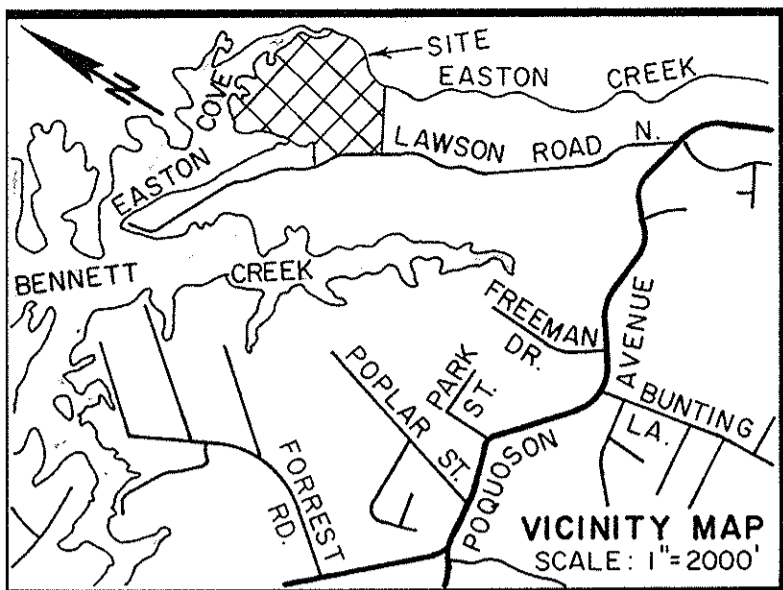 N
SITE
EASTON CREEK
EASTON COVE
LAWSON ROAD N.
BENNETT CREEK
FREEMAN
DR.
AVENUE
POQUOSON
PARK
ST.
POPLAR ST.
BUNTING
LA.
FORREST
RD.
VICINITY MAP
SCALE: 1"=2000'